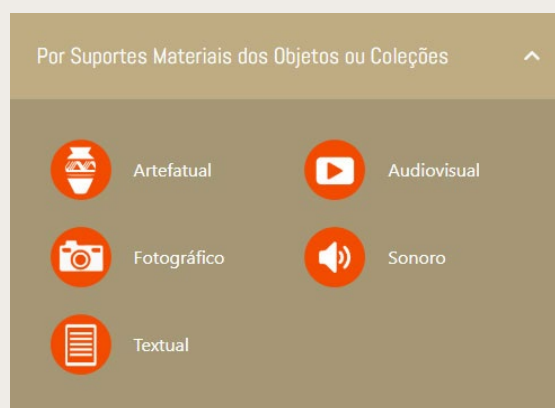 Por Suportes Materiais dos Objetos ou Coleções
Artefatual
Audiovisual
Fotográfico
Sonoro
Textual